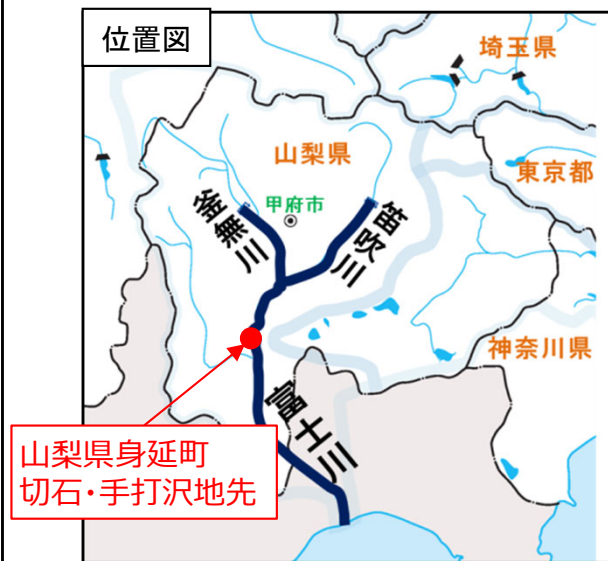 位置図
埼玉県
山梨県
東京都
甲府市
釜無川
笛吹川
神奈川県
富士川
山梨県身延町
切石・手打沢地先